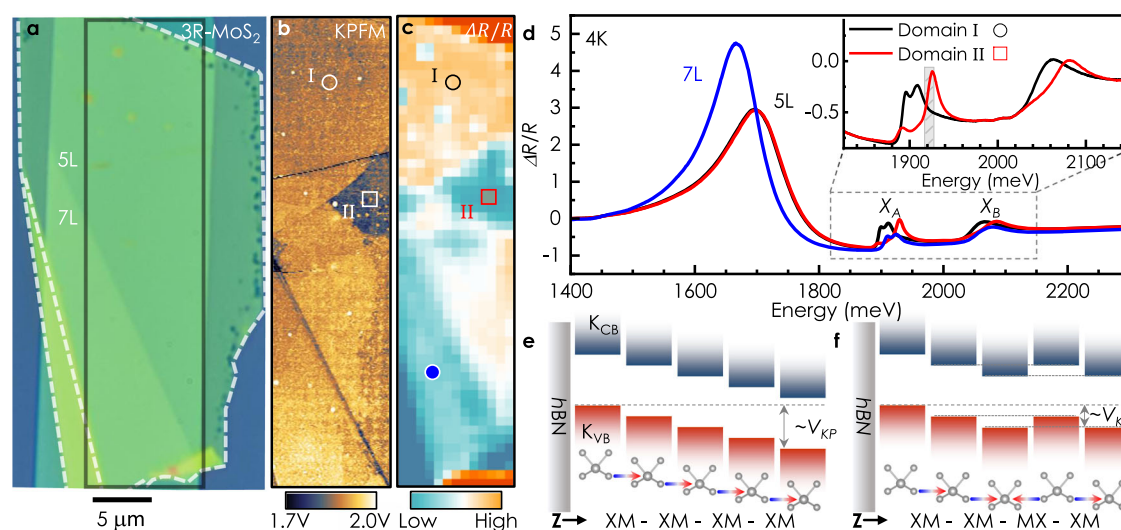 a 3R-MoS2
5L
7L
5 μm
b KPFM
I
II
1.7V 2.0V
c ΔR/R
I
II
Low High
d 4K
7L
5L
ΔR/R
5
4
3
2
1
0
-1
1400 1600 1800 2000 2200
Energy (meV)
XA XB
Domain I
Domain II
0.0
-0.5
1900 2000 2100
Energy (meV)
e
KCB
hBN
KVB
~VKP
Z XM - XM - XM - XM
f
hBN
~VK
Z XM - XM - MX - XM